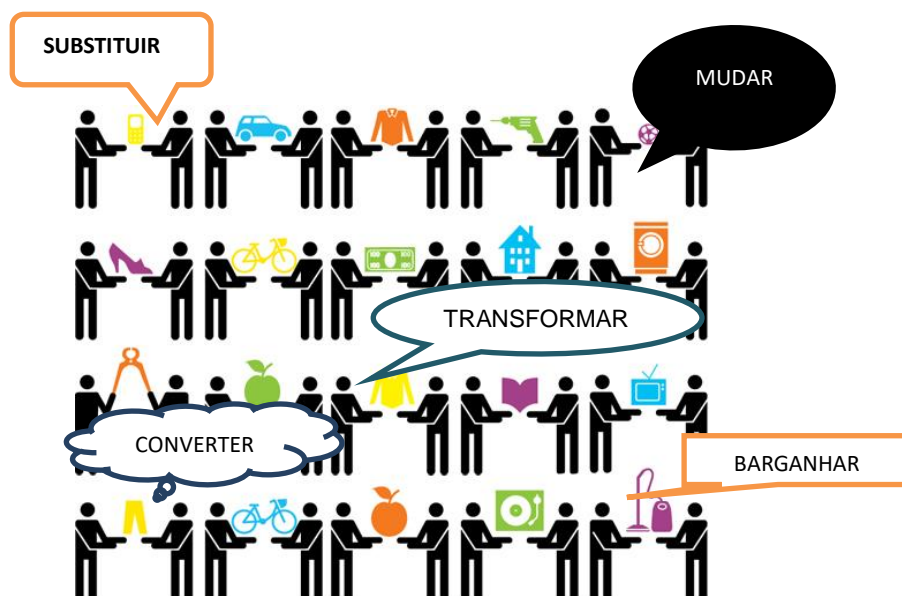 SUBSTITUIR
MUDAR
TRANSFORMAR
CONVERTER
BARGANHAR